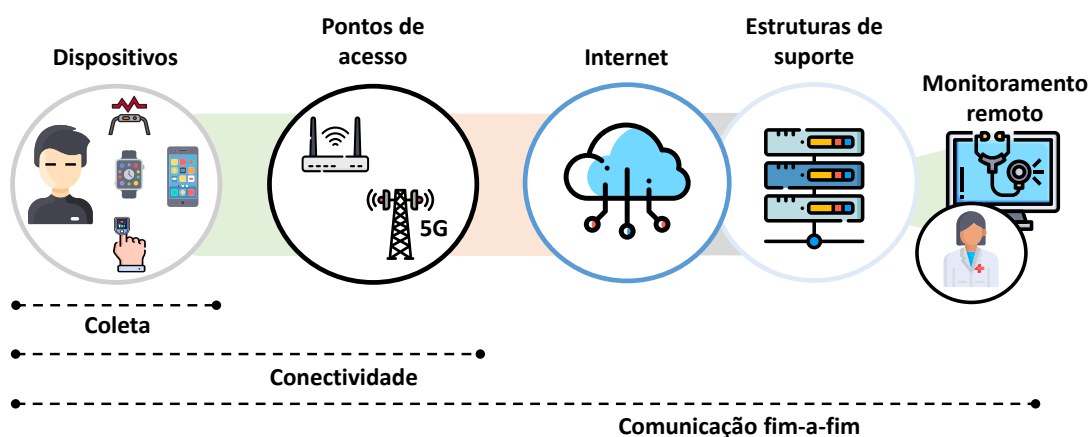 Dispositivos
Pontos de
acesso
Internet
Estruturas de
suporte
Monitoramento
remoto
5G
Coleta
Conectividade
Comunicação fim-a-fim